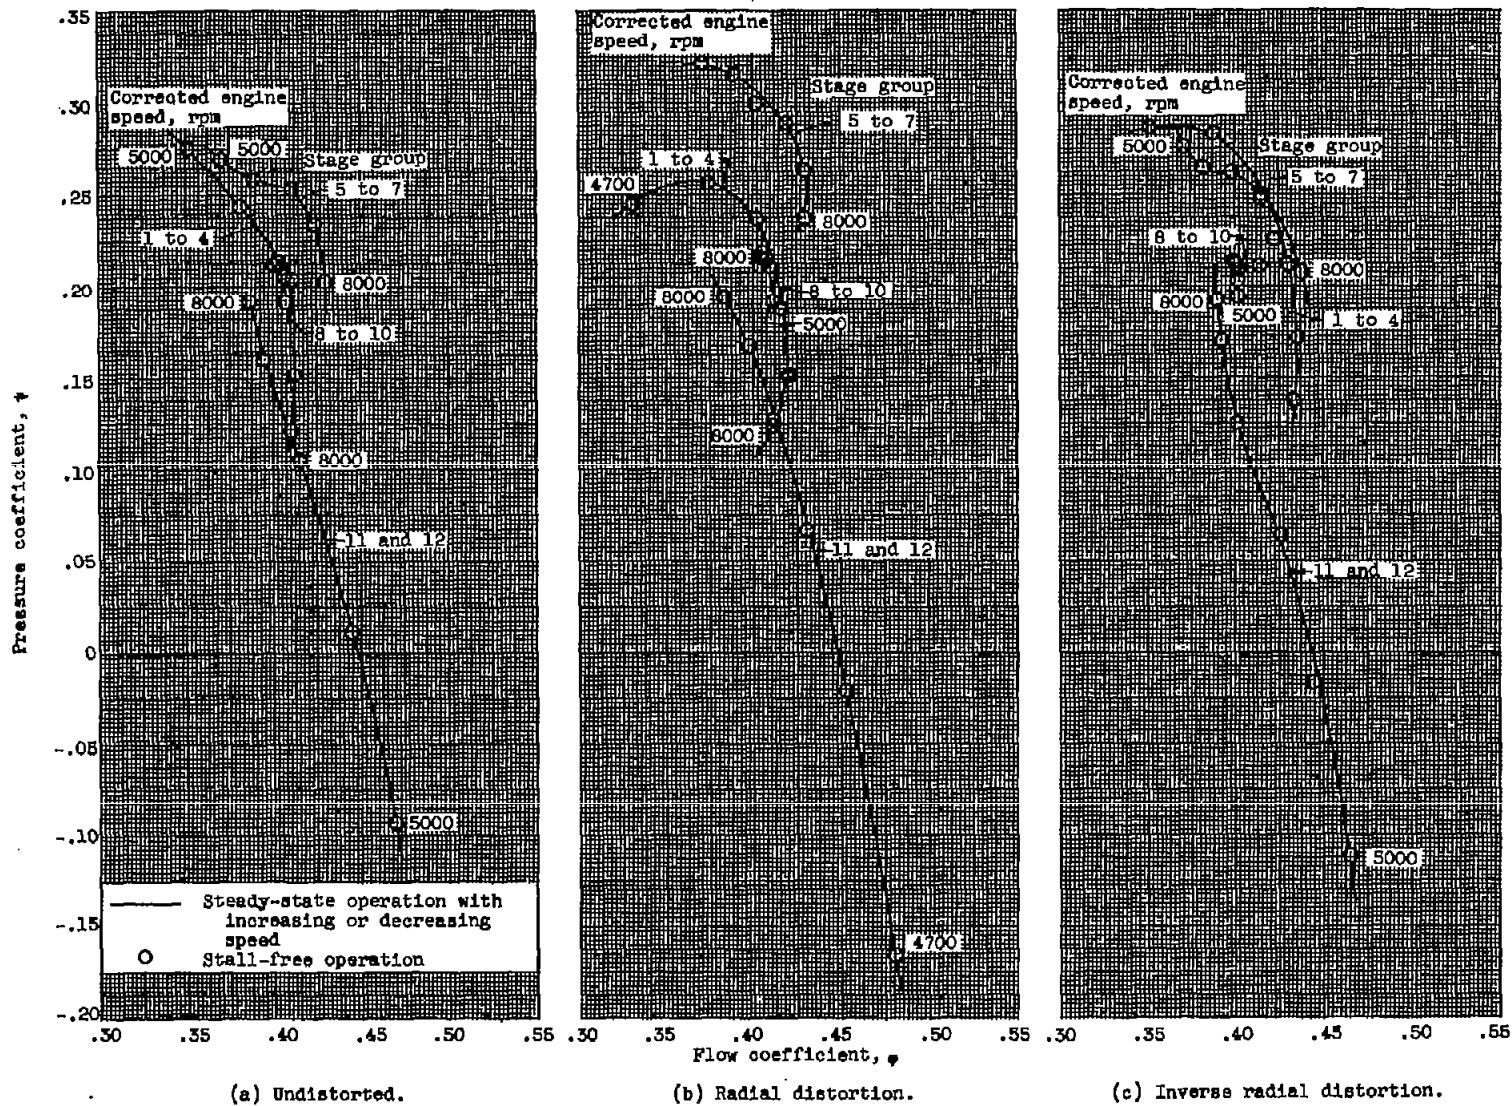 .35
.30
.25
.20
.15
.10
.05
0
-.05
-.10
-.15
-.20
Pressure coefficient, ψ
Corrected engine
speed, rpm
5000
5000
Stage group
5 to 7
1 to 4
8000
8000
8 to 10
8000
11 and 12
5000
Steady-state operation with
increasing or decreasing
speed
Stall-free operation
.30 .35 .40 .45 .50 .55
(a) Undistorted.
Corrected engine
speed, rpm
Stage group
5 to 7
1 to 4
4700
8000
8000
8000
8 to 10
5000
8000
11 and 12
4700
.30 .35 .40 .45 .50 .55
Flow coefficient, φ
(b) Radial distortion.
Corrected engine
speed, rpm
5000
Stage group
5 to 7
8 to 10
8000
8000
5000
1 to 4
11 and 12
5000
.30 .35 .40 .45 .50 .55
(c) Inverse radial distortion.